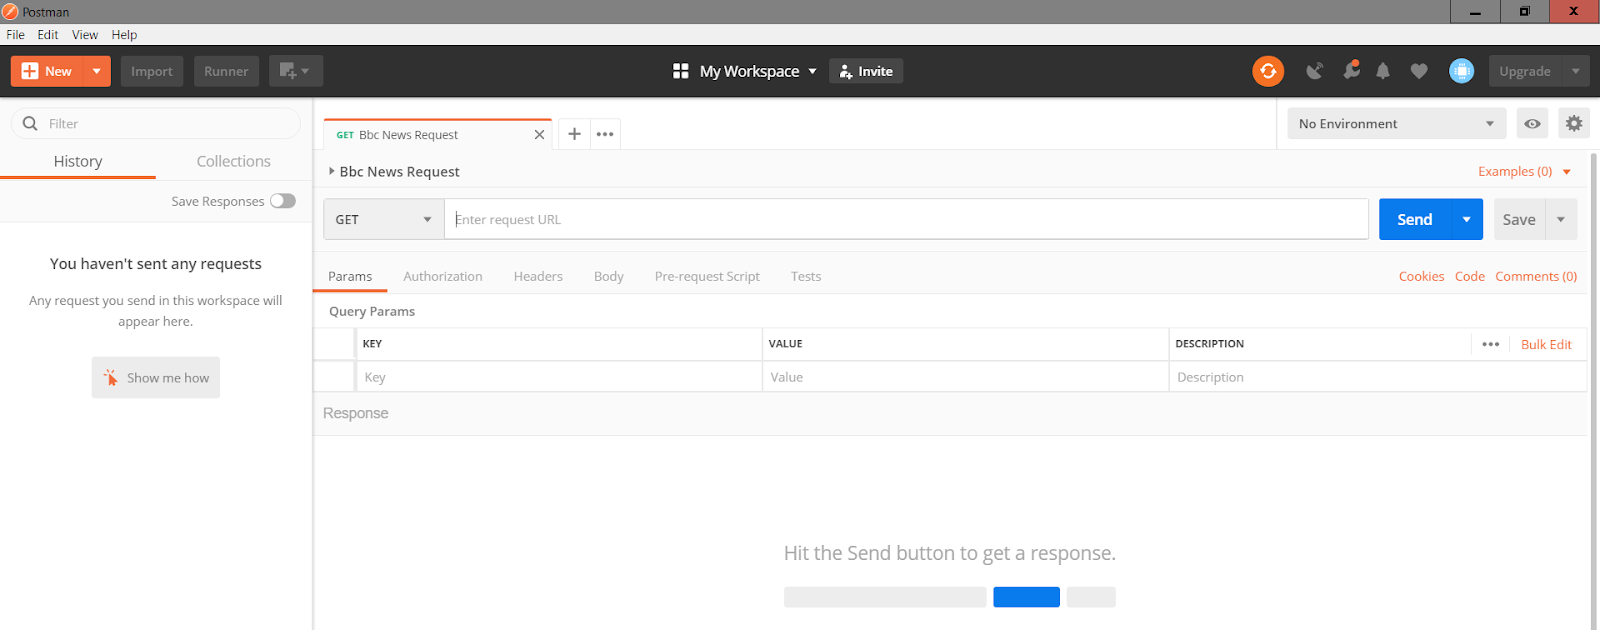 Postman
File Edit View Help
New Import Runner My Workspace Invite Upgrade
Filter
History Collections
Save Responses
You haven't sent any requests
Any request you send in this workspace will
appear here.
Show me how
GET Bbc News Request
No Environment
Bbc News Request
Examples (0)
GET Enter request URL Send Save
Params Authorization Headers Body Pre-request Script Tests Cookies Code Comments (0)
Query Params
KEY VALUE DESCRIPTION Bulk Edit
Key Value Description
Response
Hit the Send button to get a response.